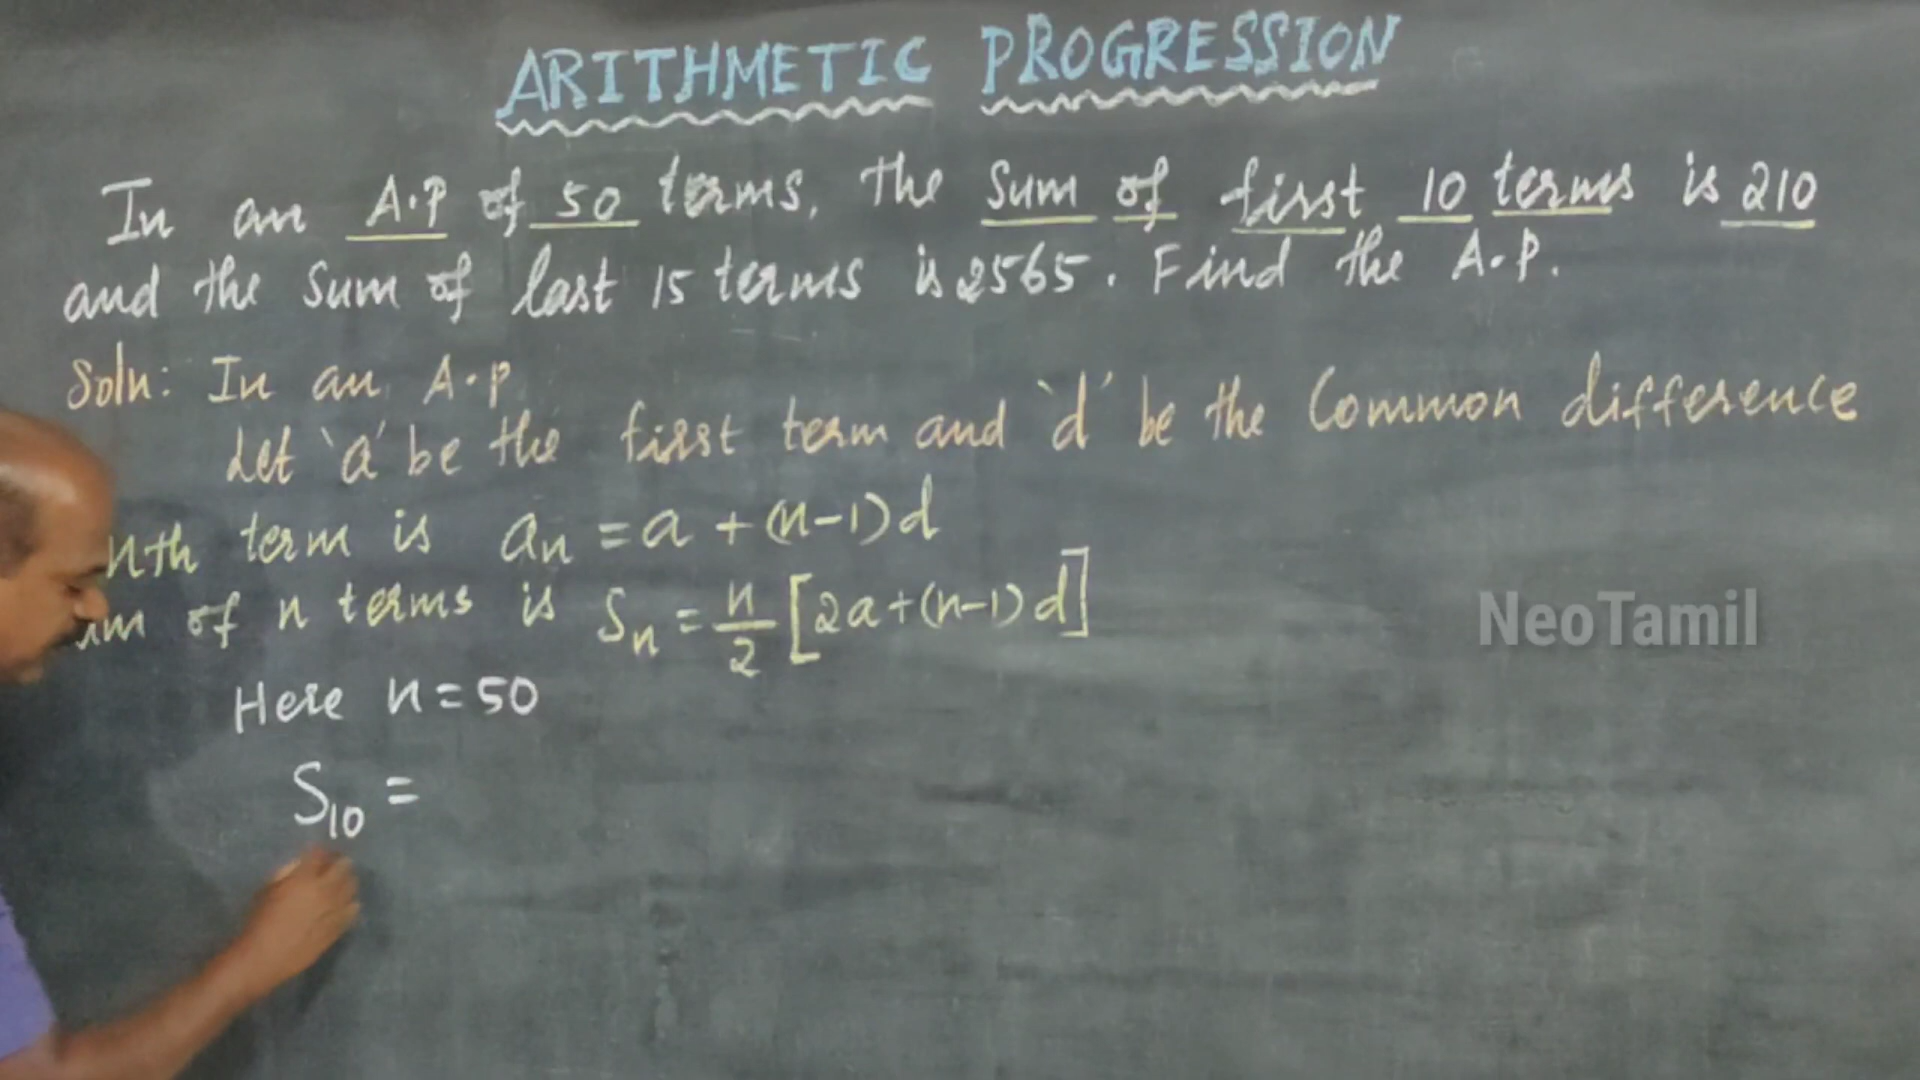 ARITHMETIC PROGRESSION
In an A.P of 50 terms, the Sum of first 10 terms is 210
and the sum of last 15 terms is 2565. Find the A.P.
Soln: In an A.p
Let 'a' be the first term and 'd' be the Common difference
nth term is an = a + (n-1)d
of n terms is Sn = n/2 [2a+(n-1)d]
NeoTamil
Here n = 50
S10 =